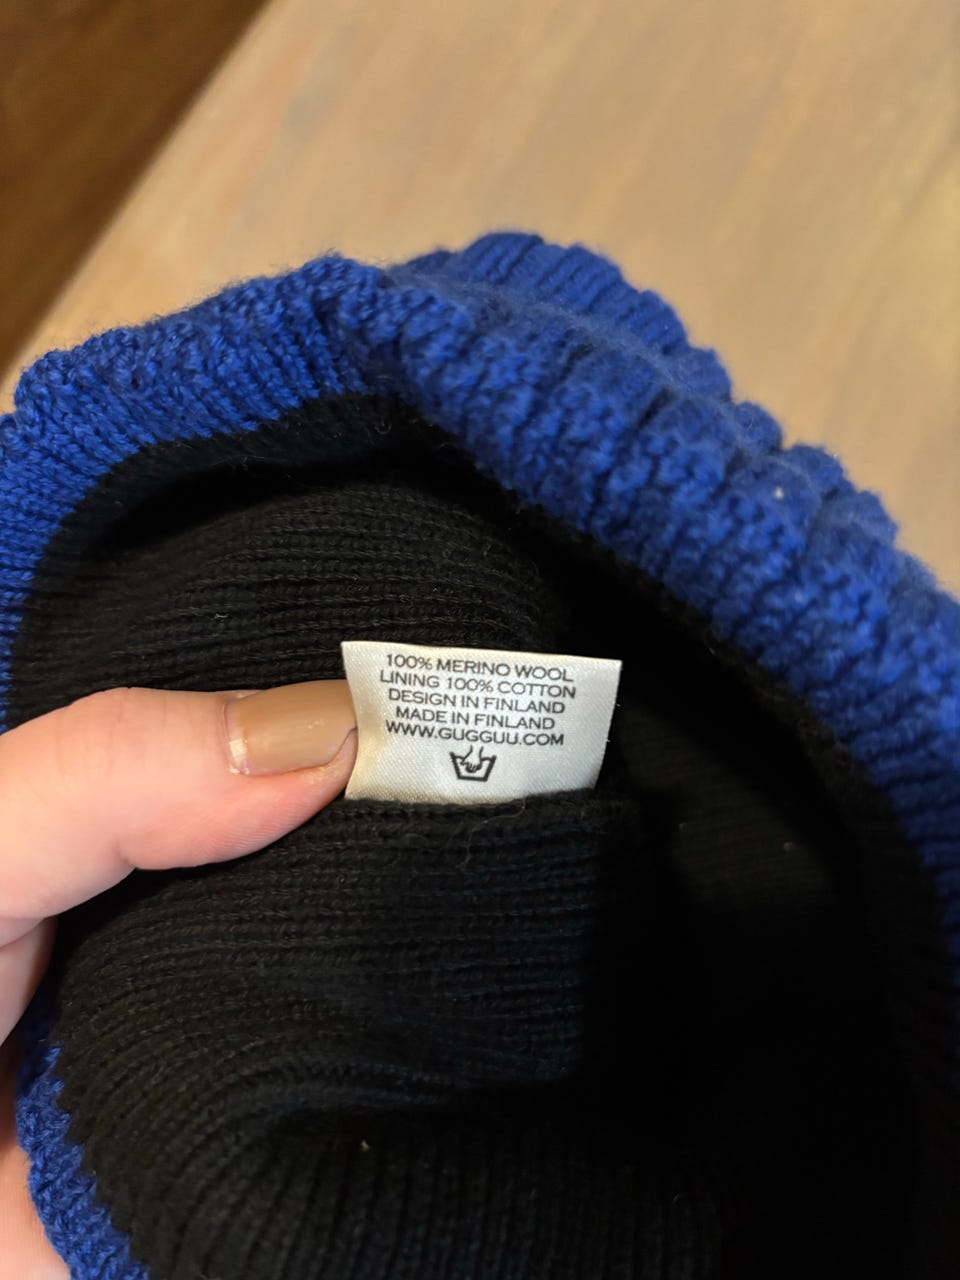 100% MERINO WOOL
LINING 100% COTTON
DESIGN IN FINLAND
MADE IN FINLAND
WWW.GUGGUU.COM